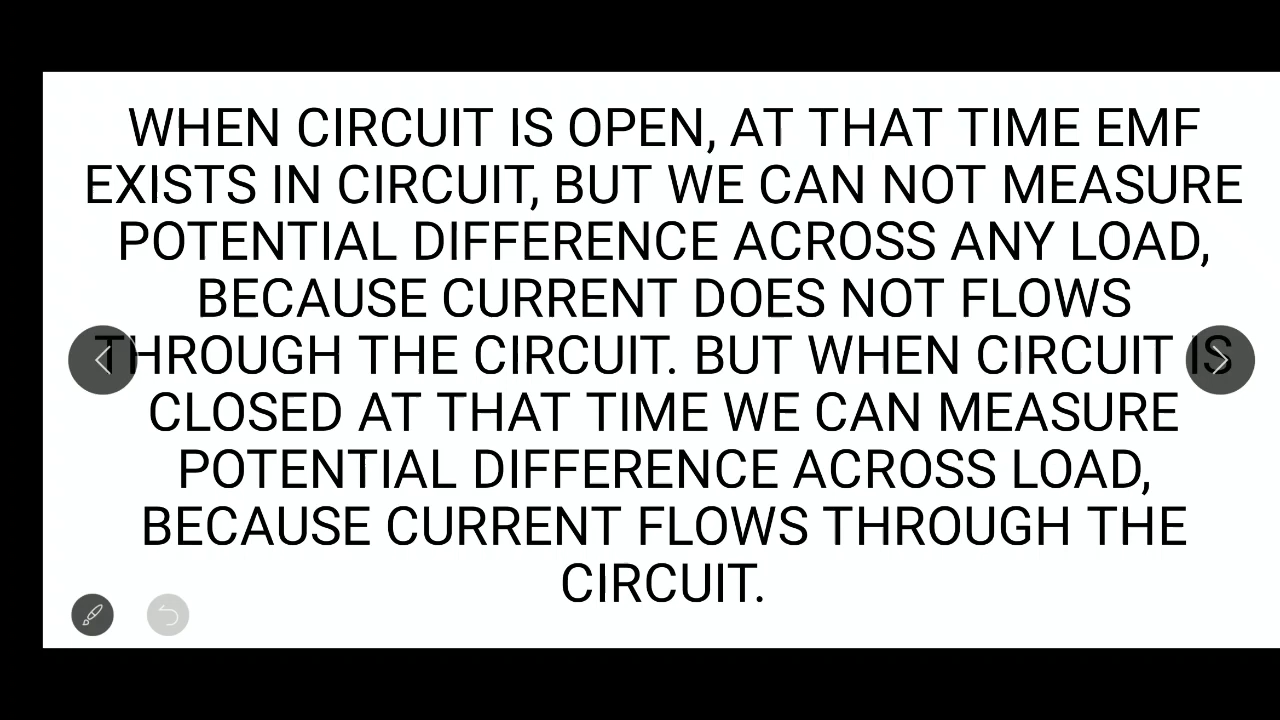 WHEN CIRCUIT IS OPEN, AT THAT TIME EMF
EXISTS IN CIRCUIT, BUT WE CAN NOT MEASURE
POTENTIAL DIFFERENCE ACROSS ANY LOAD,
BECAUSE CURRENT DOES NOT FLOWS
THROUGH THE CIRCUIT. BUT WHEN CIRCUIT IS
CLOSED AT THAT TIME WE CAN MEASURE
POTENTIAL DIFFERENCE ACROSS LOAD,
BECAUSE CURRENT FLOWS THROUGH THE
CIRCUIT.